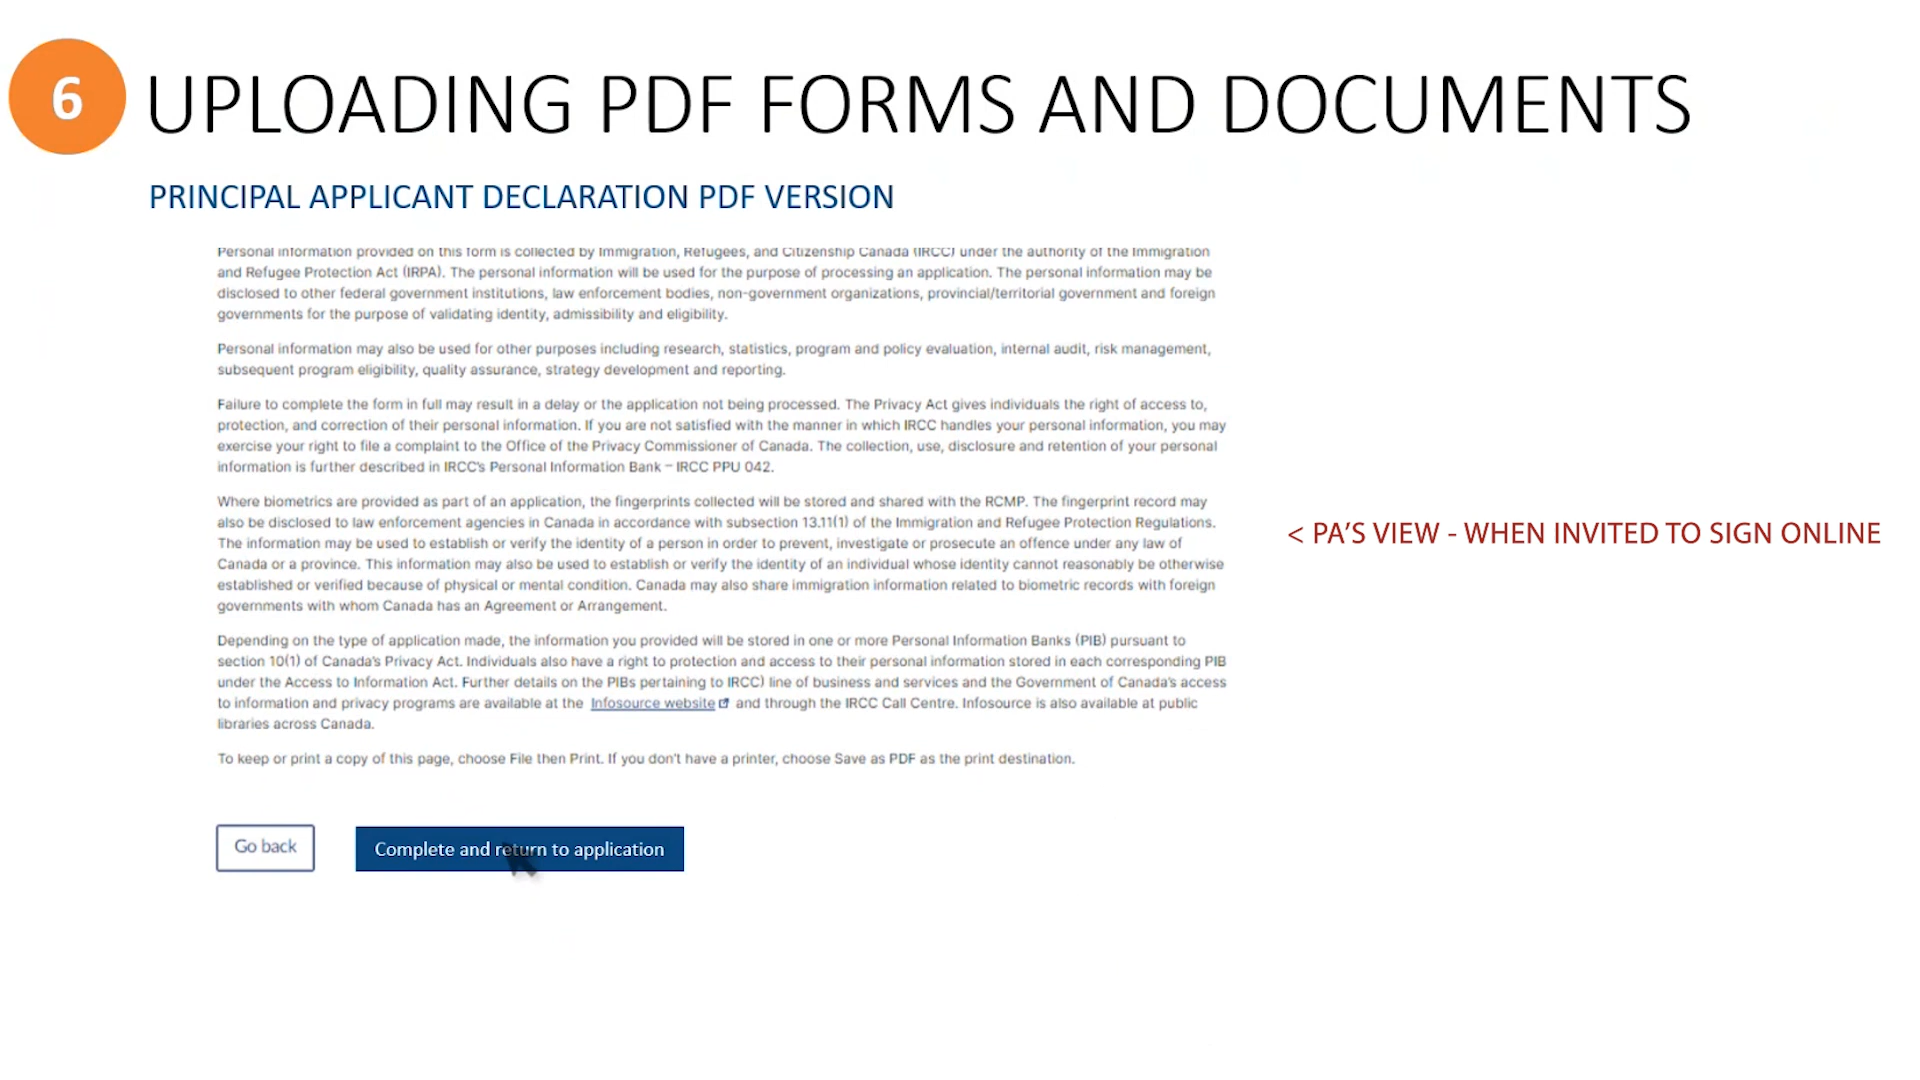 6
UPLOADING PDF FORMS AND DOCUMENTS
PRINCIPAL APPLICANT DECLARATION PDF VERSION
Personal information provided on this form is collected by Immigration, Refugees, and Citizenship Canada (IRCC) under the authority of the Immigration
and Refugee Protection Act (IRPA). The personal information will be used for the purpose of processing an application. The personal information may be
disclosed to other federal government institutions, law enforcement bodies, non-government organizations, provincial/territorial government and foreign
governments for the purpose of validating identity, admissibility and eligibility.
Personal information may also be used for other purposes including research, statistics, program and policy evaluation, internal audit, risk management,
subsequent program eligibility, quality assurance, strategy development and reporting.
Failure to complete the form in full may result in a delay or the application not being processed. The Privacy Act gives individuals the right of access to,
protection, and correction of their personal information. If you are not satisfied with the manner in which IRCC handles your personal information, you may
exercise your right to file a complaint to the Office of the Privacy Commissioner of Canada. The collection, use, disclosure and retention of your personal
information is further described in IRCC's Personal Information Bank – IRCC PPU 042.
Where biometrics are provided as part of an application, the fingerprints collected will be stored and shared with the RCMP. The fingerprint record may
also be disclosed to law enforcement agencies in Canada in accordance with subsection 13.11(1) of the Immigration and Refugee Protection Regulations.
The information may be used to establish or verify the identity of a person in order to prevent, investigate or prosecute an offence under any law of
Canada or a province. This information may also be used to establish or verify the identity of an individual whose identity cannot reasonably be otherwise
established or verified because of physical or mental condition. Canada may also share immigration information related to biometric records with foreign
governments with whom Canada has an Agreement or Arrangement.
Depending on the type of application made, the information you provided will be stored in one or more Personal Information Banks (PIB) pursuant to
section 10(1) of Canada's Privacy Act. Individuals also have a right to protection and access to their personal information stored in each corresponding PIB
under the Access to Information Act. Further details on the PIBs pertaining to IRCC) line of business and services and the Government of Canada's access
to information and privacy programs are available at the Infosource website and through the IRCC Call Centre. Infosource is also available at public
libraries across Canada.
To keep or print a copy of this page, choose File then Print. If you don't have a printer, choose Save as PDF as the print destination.
Go back
Complete and return to application
< PA'S VIEW - WHEN INVITED TO SIGN ONLINE